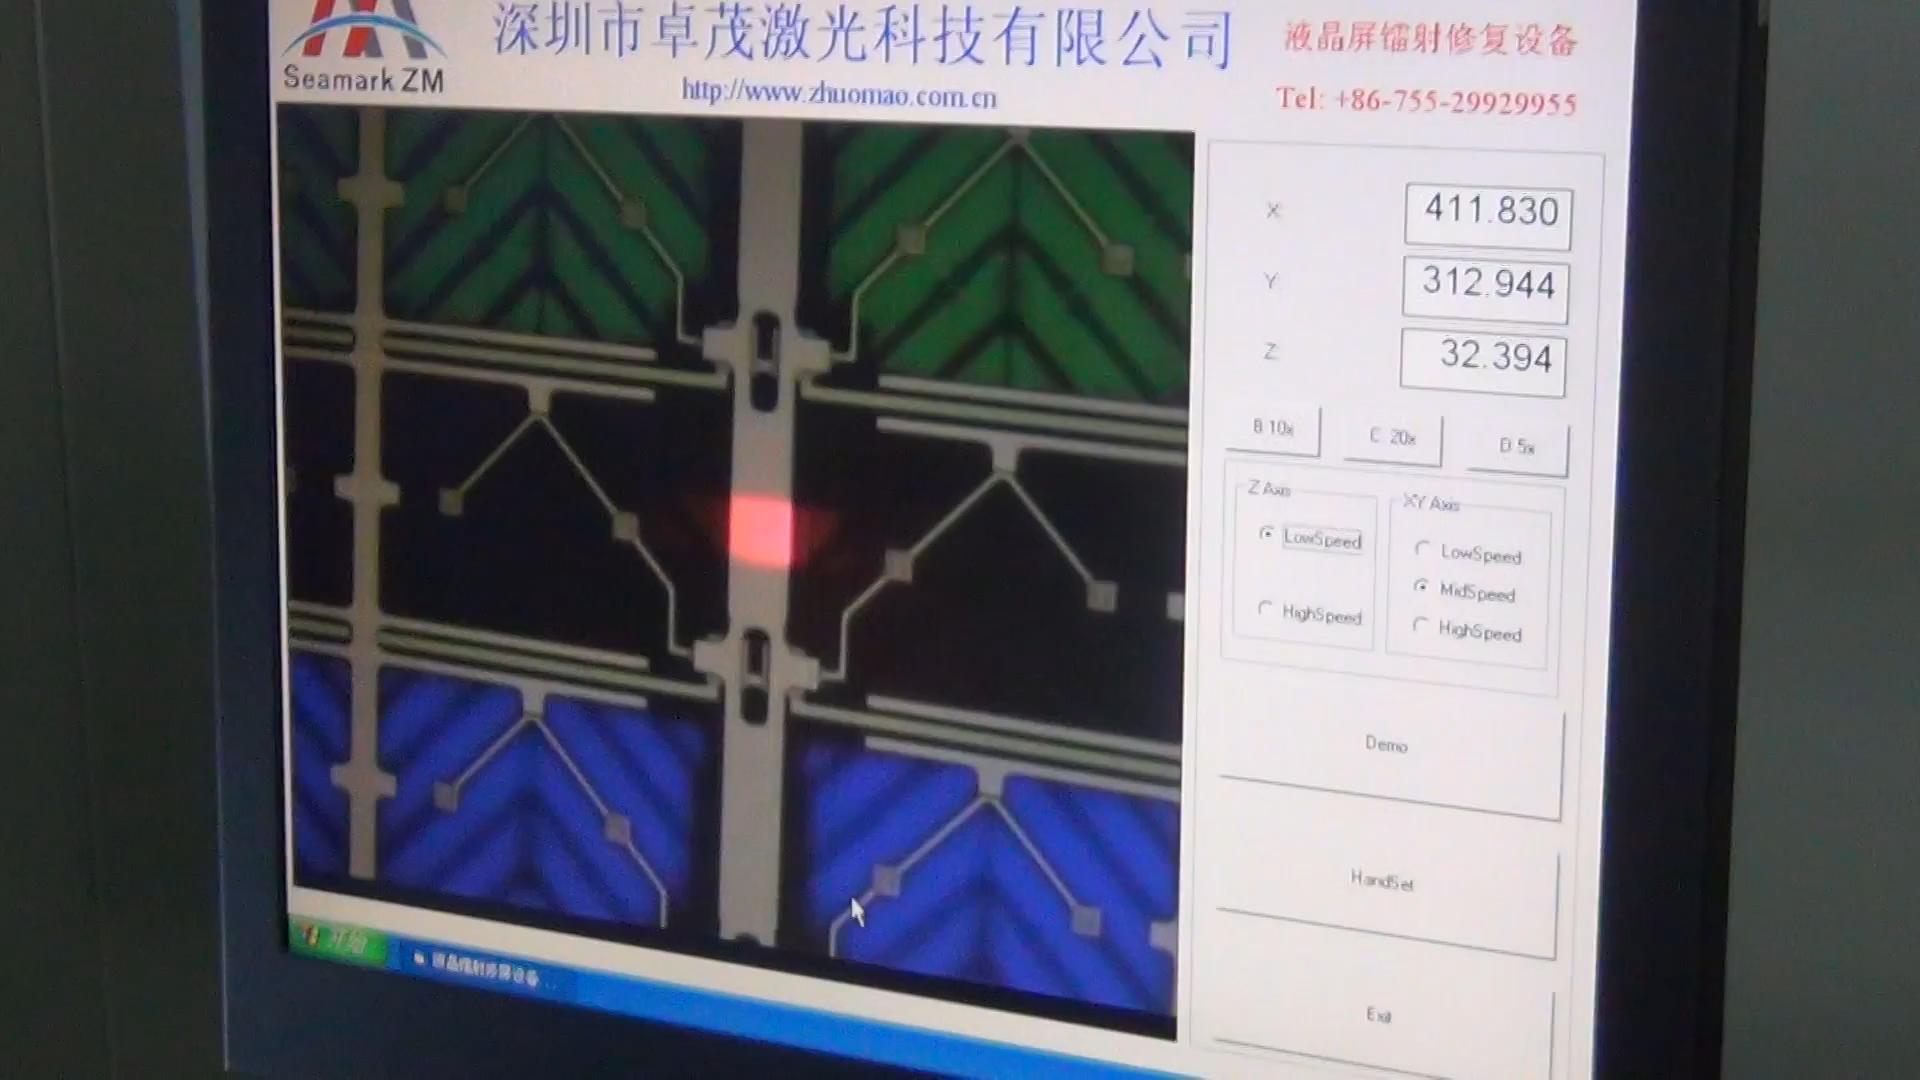 深圳市卓茂激光科技有限公司
液晶屏镭射修复设备
Seamark ZM
http://www.zhuomao.com.cn
Tel: +86-755-29929955
X 411.830
Y 312.944
Z 32.394
B 10x C 20x D 5x
Z Axis XY Axis
LowSpeed LowSpeed
MidSpeed
HighSpeed HighSpeed
Demo
HandSet
Exit
开始